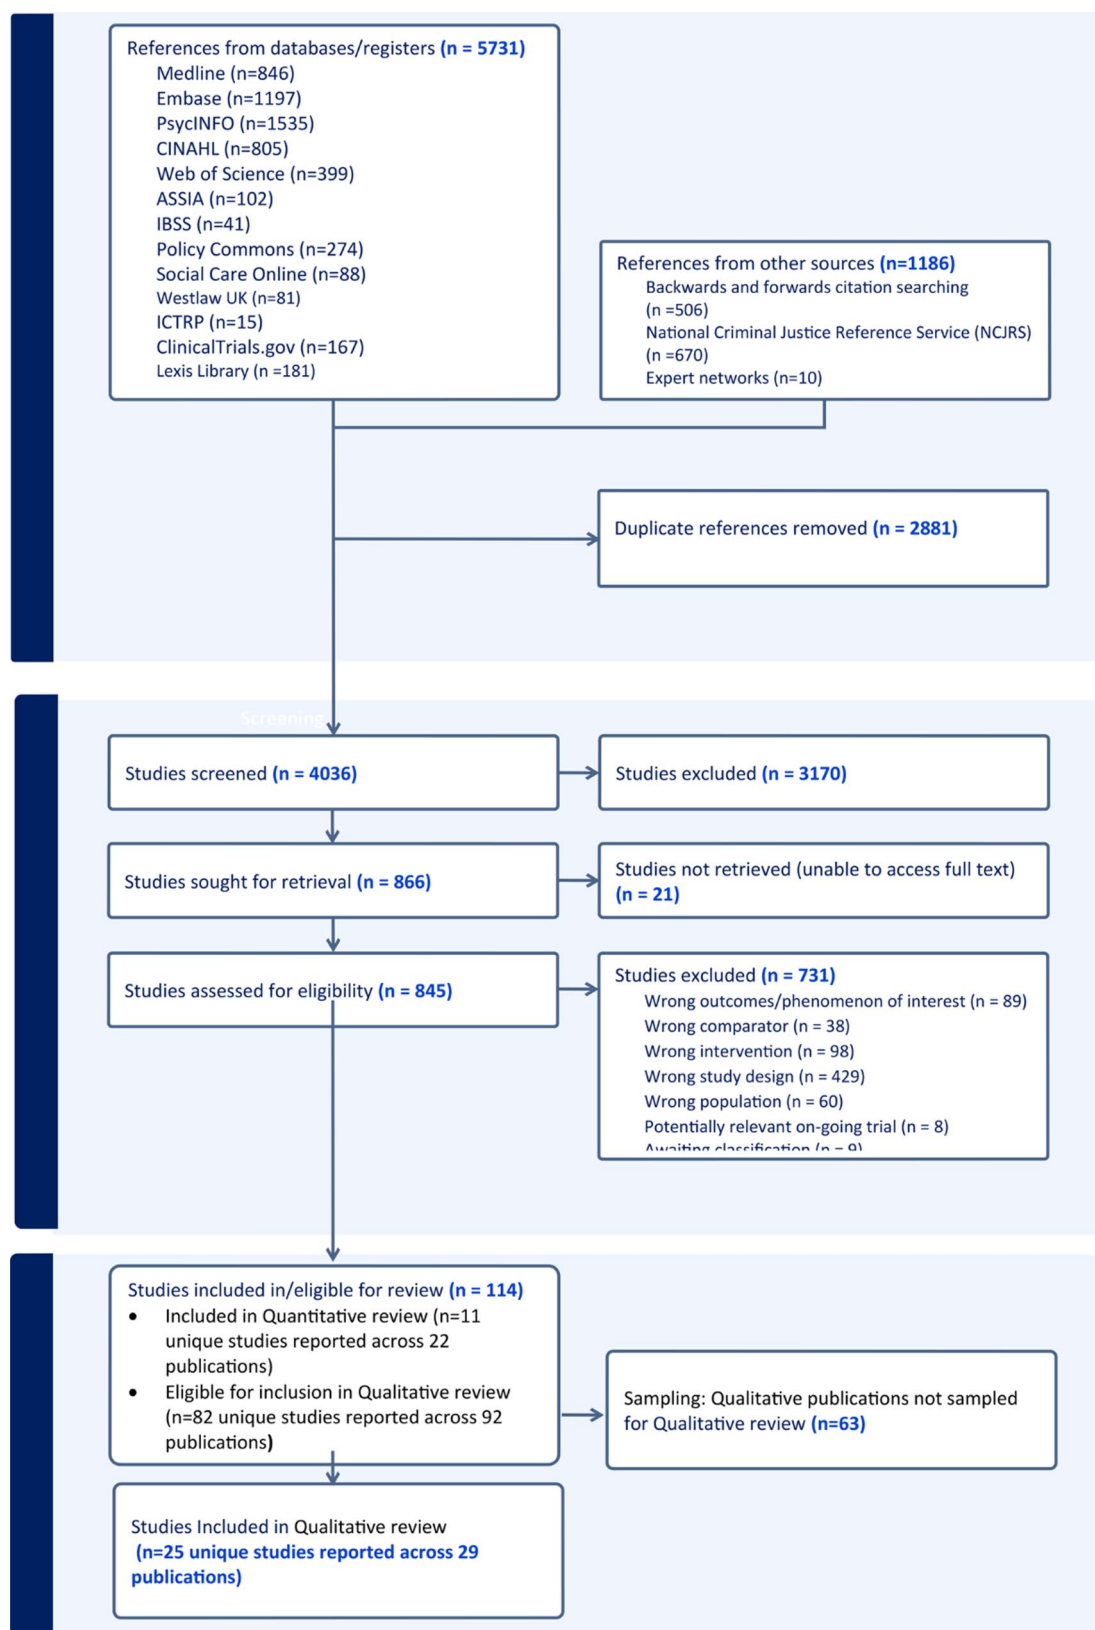 References from databases/registers (n = 5731)
Medline (n=846)
Embase (n=1197)
PsycINFO (n=1535)
CINAHL (n=805)
Web of Science (n=399)
ASSIA (n=102)
IBSS (n=41)
Policy Commons (n=274)
Social Care Online (n=88)
Westlaw UK (n=81)
ICTRP (n=15)
ClinicalTrials.gov (n=167)
Lexis Library (n =181)
References from other sources (n=1186)
Backwards and forwards citation searching
(n =506)
National Criminal Justice Reference Service (NCJRS)
(n =670)
Expert networks (n=10)
Duplicate references removed (n = 2881)
Screening
Studies screened (n = 4036)
Studies excluded (n = 3170)
Studies sought for retrieval (n = 866)
Studies not retrieved (unable to access full text)
(n = 21)
Studies assessed for eligibility (n = 845)
Studies excluded (n = 731)
Wrong outcomes/phenomenon of interest (n = 89)
Wrong comparator (n = 38)
Wrong intervention (n = 98)
Wrong study design (n = 429)
Wrong population (n = 60)
Potentially relevant on-going trial (n = 8)
Awaiting classification (n = 9)
Studies included in/eligible for review (n = 114)
• Included in Quantitative review (n=11
unique studies reported across 22
publications)
• Eligible for inclusion in Qualitative review
(n=82 unique studies reported across 92
publications)
Sampling: Qualitative publications not sampled
for Qualitative review (n=63)
Studies Included in Qualitative review
(n=25 unique studies reported across 29
publications)